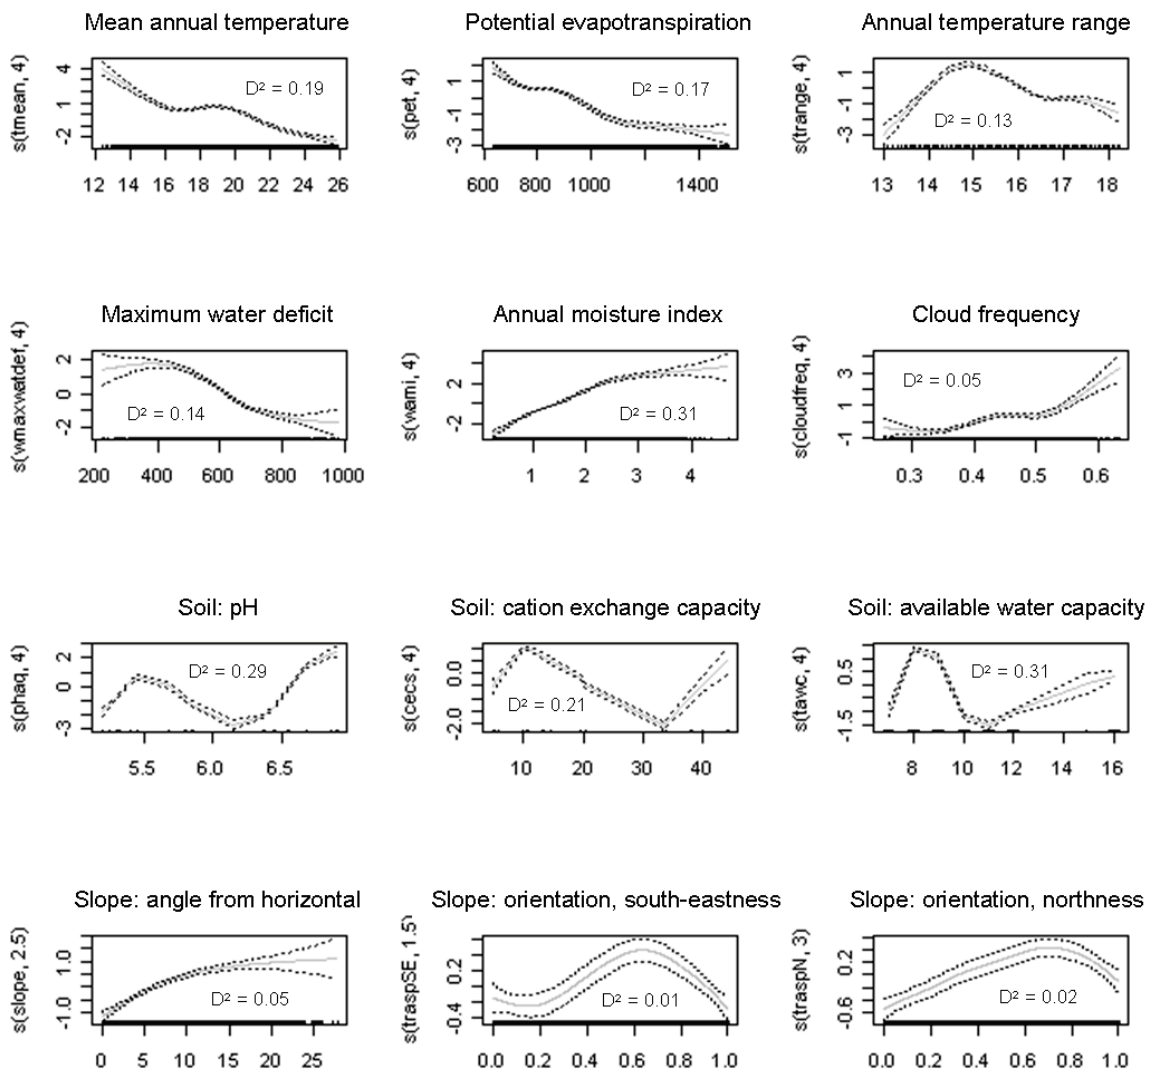 Mean annual temperature
s(tmean, 4)
4
1
-2
D² = 0.19
12 14 16 18 20 22 24 26
Potential evapotranspiration
s(pet, 4)
-1
-3
D² = 0.17
600 800 1000 1400
Annual temperature range
s(trange, 4)
1
-1
-3
D² = 0.13
13 14 15 16 17 18
Maximum water deficit
s(wmaxwatdef, 4)
2
0
-2
D² = 0.14
200 400 600 800 1000
Annual moisture index
s(wami, 4)
2
-2
D² = 0.31
1 2 3 4
Cloud frequency
s(cloudfreq, 4)
3
1
-1
D² = 0.05
0.3 0.4 0.5 0.6
Soil: pH
s(phaq, 4)
2
0
-3
D² = 0.29
5.5 6.0 6.5
Soil: cation exchange capacity
s(cecs, 4)
0.0
-2.0
D² = 0.21
10 20 30 40
Soil: available water capacity
s(tawc, 4)
0.5
-1.5
D² = 0.31
8 10 12 14 16
Slope: angle from horizontal
s(slope, 2.5)
1.0
-1.0
D² = 0.05
0 5 10 15 20 25
Slope: orientation, south-eastness
s(traspSE, 1.5)
0.2
-0.4
D² = 0.01
0.0 0.2 0.4 0.6 0.8 1.0
Slope: orientation, northness
s(traspN, 3)
0.2
-0.6
D² = 0.02
0.0 0.2 0.4 0.6 0.8 1.0